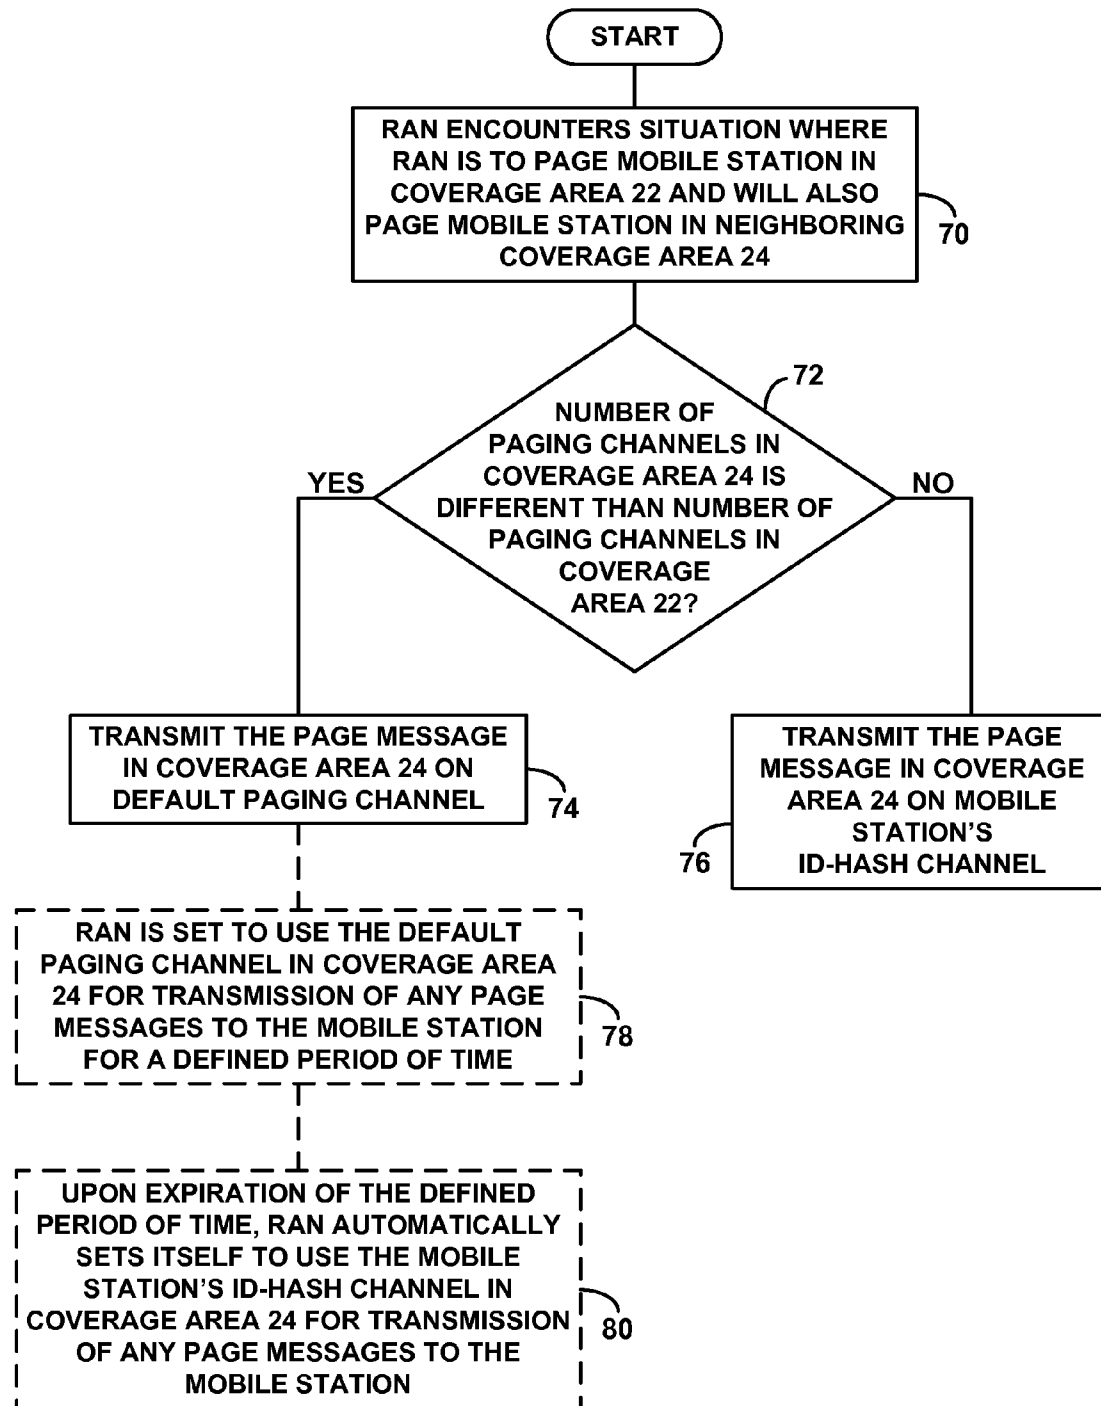 START
RAN ENCOUNTERS SITUATION WHERE
RAN IS TO PAGE MOBILE STATION IN
COVERAGE AREA 22 AND WILL ALSO
PAGE MOBILE STATION IN NEIGHBORING
COVERAGE AREA 24
70
72
NUMBER OF
PAGING CHANNELS IN
COVERAGE AREA 24 IS
DIFFERENT THAN NUMBER OF
PAGING CHANNELS IN
COVERAGE
AREA 22?
YES
NO
TRANSMIT THE PAGE MESSAGE
IN COVERAGE AREA 24 ON
DEFAULT PAGING CHANNEL
74
TRANSMIT THE PAGE
MESSAGE IN COVERAGE
AREA 24 ON MOBILE
STATION'S
ID-HASH CHANNEL
76
RAN IS SET TO USE THE DEFAULT
PAGING CHANNEL IN COVERAGE AREA
24 FOR TRANSMISSION OF ANY PAGE
MESSAGES TO THE MOBILE STATION
FOR A DEFINED PERIOD OF TIME
78
UPON EXPIRATION OF THE DEFINED
PERIOD OF TIME, RAN AUTOMATICALLY
SETS ITSELF TO USE THE MOBILE
STATION'S ID-HASH CHANNEL IN
COVERAGE AREA 24 FOR TRANSMISSION
OF ANY PAGE MESSAGES TO THE
MOBILE STATION
80